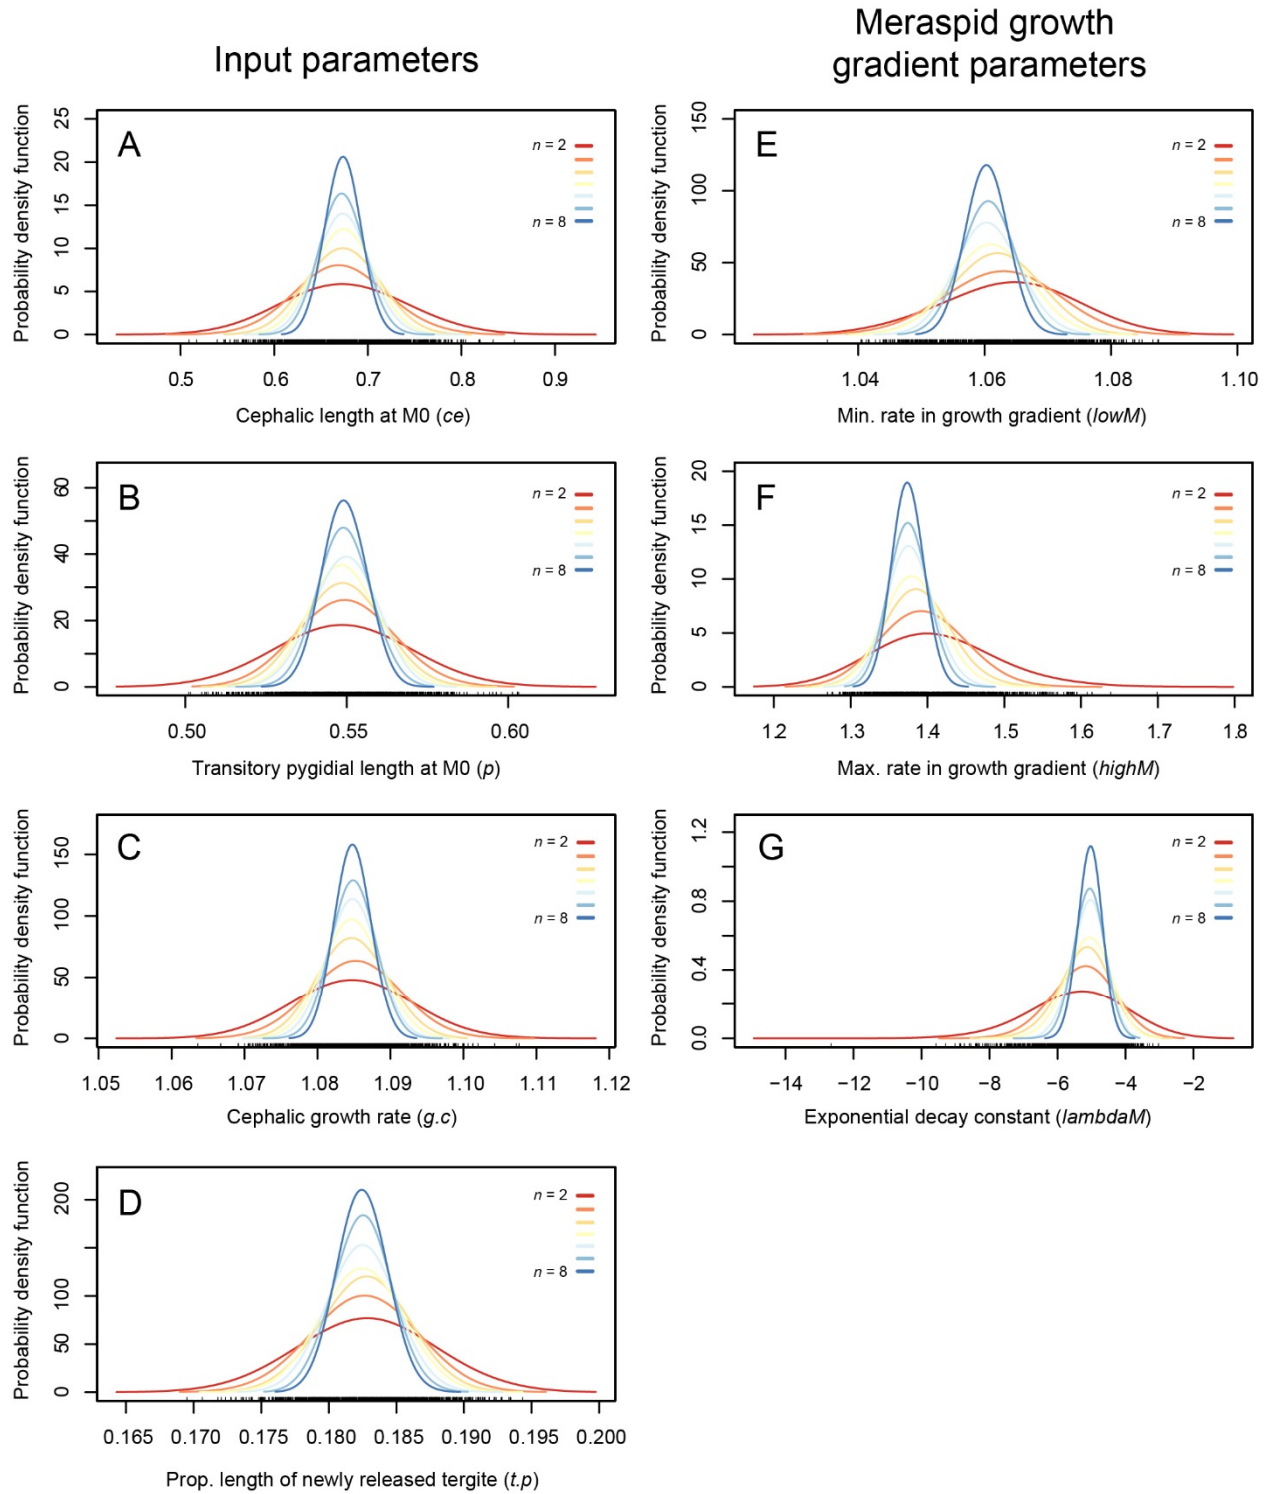 Input parameters
Meraspid growth
gradient parameters
A
Probability density function
0 5 10 15 20 25
n = 2
n = 8
0.5 0.6 0.7 0.8 0.9
Cephalic length at M0 (ce)
E
Probability density function
0 50 100 150
n = 2
n = 8
1.04 1.06 1.08 1.10
Min. rate in growth gradient (lowM)
B
Probability density function
0 20 40 60
n = 2
n = 8
0.50 0.55 0.60
Transitory pygidial length at M0 (p)
F
Probability density function
0 5 10 15 20
n = 2
n = 8
1.2 1.3 1.4 1.5 1.6 1.7 1.8
Max. rate in growth gradient (highM)
C
Probability density function
0 50 100 150
n = 2
n = 8
1.05 1.06 1.07 1.08 1.09 1.10 1.11 1.12
Cephalic growth rate (g.c)
G
Probability density function
0.0 0.4 0.8 1.2
n = 2
n = 8
−14 −12 −10 −8 −6 −4 −2
Exponential decay constant (lambdaM)
D
Probability density function
0 50 100 200
n = 2
n = 8
0.165 0.170 0.175 0.180 0.185 0.190 0.195 0.200
Prop. length of newly released tergite (t.p)